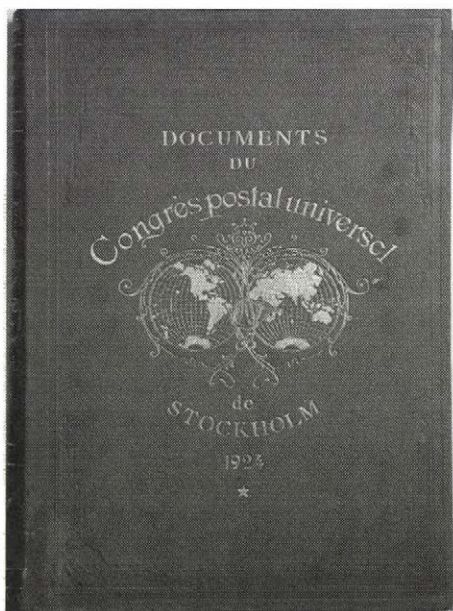 DOCUMENTS
DU
Congrès postal universel
de
STOCKHOLM
1924